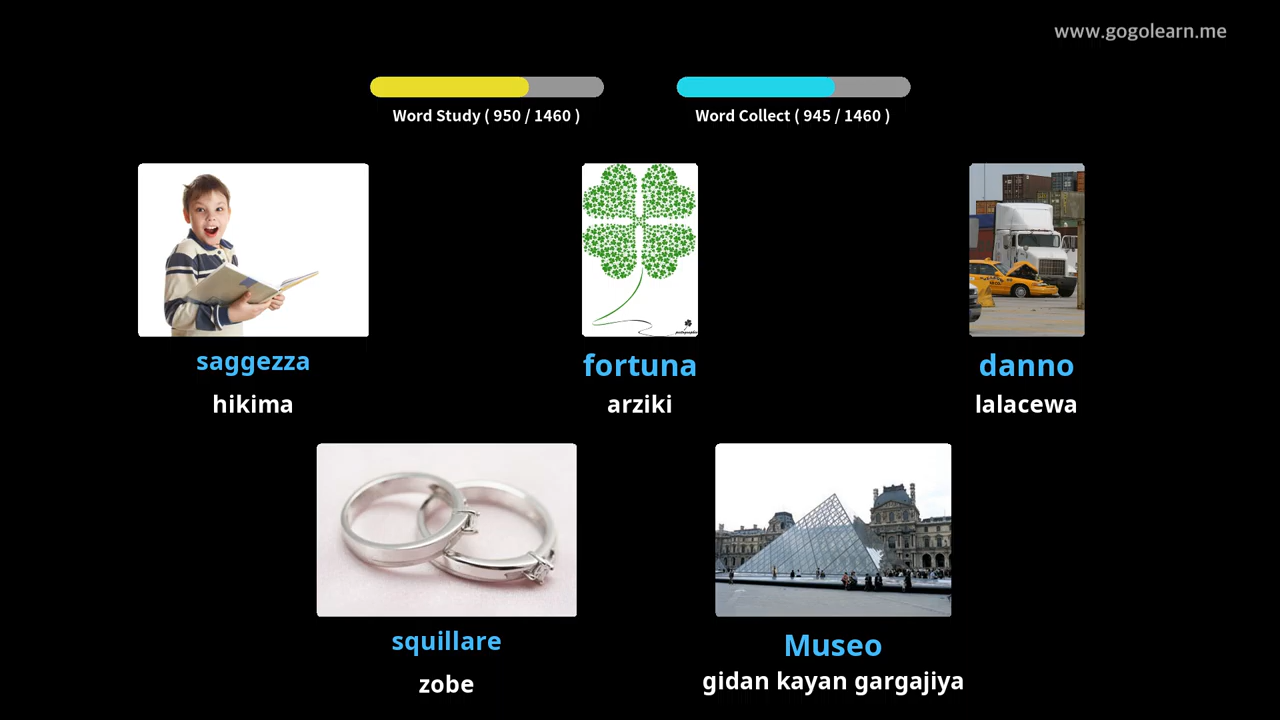 www.gogolearn.me
Word Study ( 950 / 1460 )
Word Collect ( 945 / 1460 )
saggezza
fortuna
danno
hikima
arziki
lalacewa
squillare
Museo
zobe
gidan kayan gargajiya